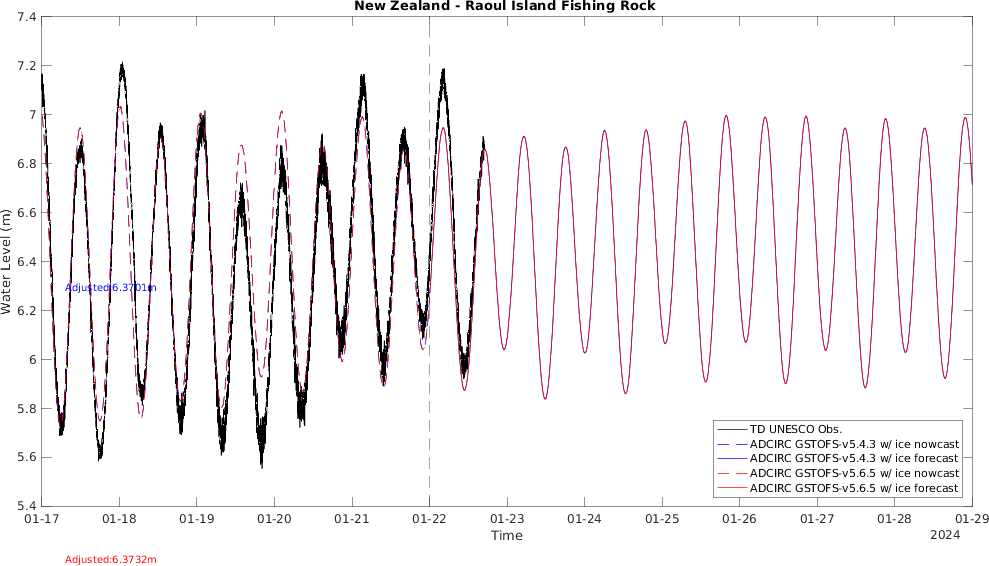 New Zealand - Raoul Island Fishing Rock
7.4
7.2
7
6.8
6.6
6.4
6.2
6
5.8
5.6
5.4
Water Level (m)
Adjusted:6.3701m
TD UNESCO Obs.
ADCIRC GSTOFS-v5.4.3 w/ ice nowcast
ADCIRC GSTOFS-v5.4.3 w/ ice forecast
ADCIRC GSTOFS-v5.6.5 w/ ice nowcast
ADCIRC GSTOFS-v5.6.5 w/ ice forecast
01-17 01-18 01-19 01-20 01-21 01-22 01-23 01-24 01-25 01-26 01-27 01-28 01-29
Time
2024
Adjusted:6.3732m